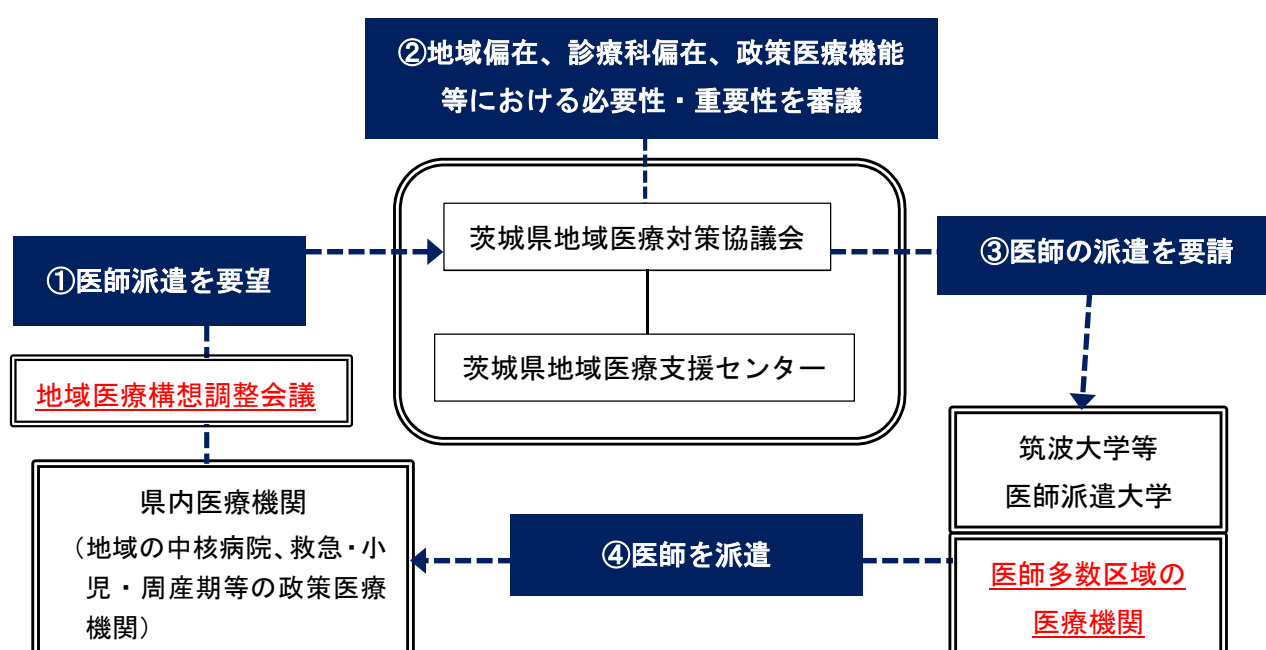 ②地域偏在、診療科偏在、政策医療機能
等における必要性・重要性を審議
茨城県地域医療対策協議会
茨城県地域医療支援センター
①医師派遣を要望
地域医療構想調整会議
県内医療機関
（地域の中核病院、救急・小
児・周産期等の政策医療
機関）
③医師の派遣を要請
筑波大学等
医師派遣大学
医師多数区域の
医療機関
④医師を派遣